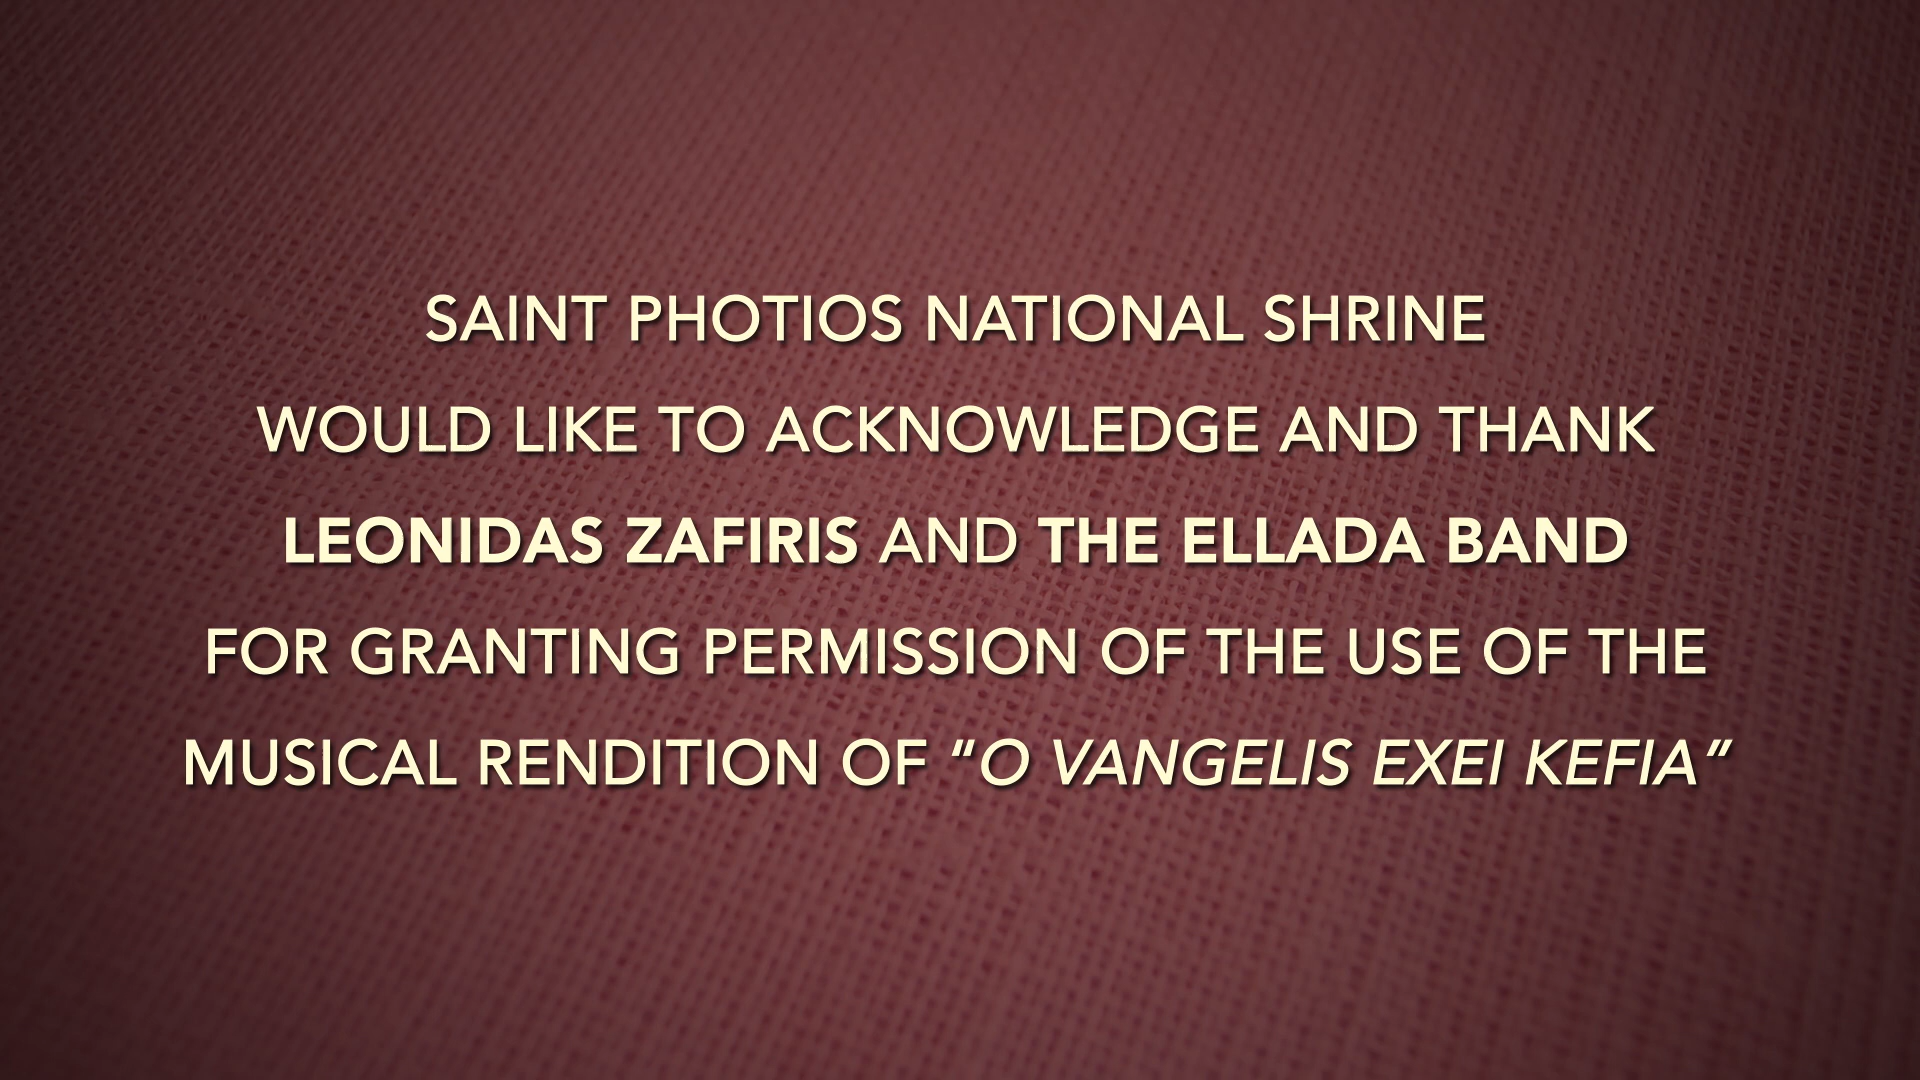 SAINT PHOTIOS NATIONAL SHRINE
WOULD LIKE TO ACKNOWLEDGE AND THANK
LEONIDAS ZAFIRIS AND THE ELLADA BAND
FOR GRANTING PERMISSION OF THE USE OF THE
MUSICAL RENDITION OF “O VANGELIS EXEI KEFIA”